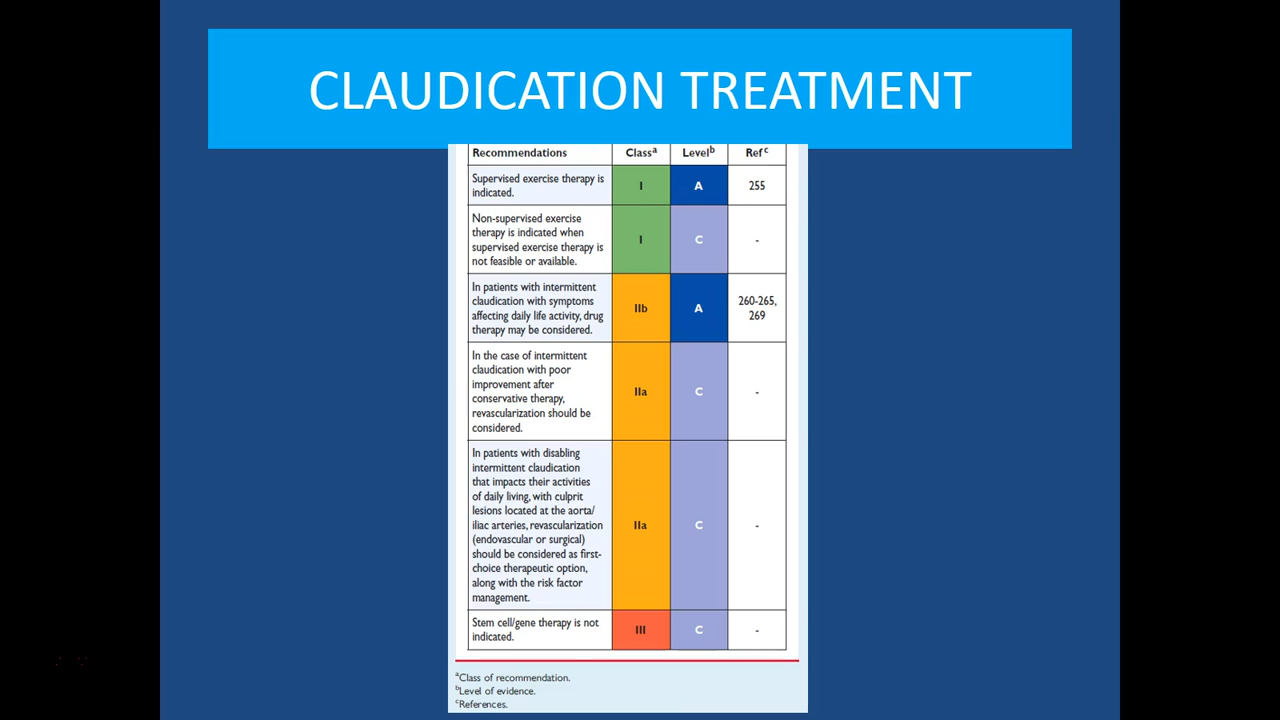 CLAUDICATION TREATMENT
Recommendations Classᵃ Levelᵇ Refᶜ
Supervised exercise therapy is
indicated.
I A 255
Non-supervised exercise
therapy is indicated when
supervised exercise therapy is
not feasible or available.
I C -
In patients with intermittent
claudication with symptoms
affecting daily life activity, drug
therapy may be considered.
IIb A 260-265,
269
In the case of intermittent
claudication with poor
improvement after
conservative therapy,
revascularization should be
considered.
IIa C -
In patients with disabling
intermittent claudication
that impacts their activities
of daily living, with culprit
lesions located at the aorta/
iliac arteries, revascularization
(endovascular or surgical)
should be considered as first-
choice therapeutic option,
along with the risk factor
management.
IIa C -
Stem cell/gene therapy is not
indicated.
III C -
ᵃClass of recommendation.
ᵇLevel of evidence.
ᶜReferences.